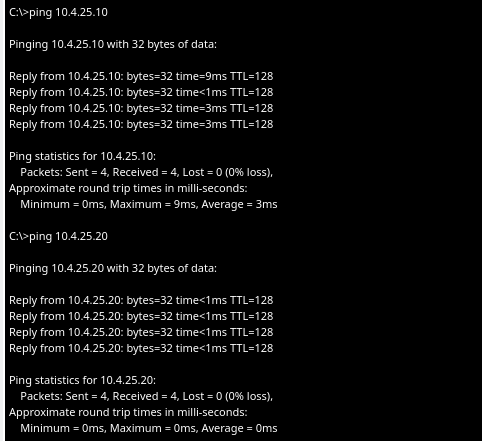 C:\>ping 10.4.25.10
Pinging 10.4.25.10 with 32 bytes of data:
Reply from 10.4.25.10: bytes=32 time=9ms TTL=128
Reply from 10.4.25.10: bytes=32 time<1ms TTL=128
Reply from 10.4.25.10: bytes=32 time=3ms TTL=128
Reply from 10.4.25.10: bytes=32 time=3ms TTL=128
Ping statistics for 10.4.25.10:
Packets: Sent = 4, Received = 4, Lost = 0 (0% loss),
Approximate round trip times in milli-seconds:
Minimum = 0ms, Maximum = 9ms, Average = 3ms
C:\>ping 10.4.25.20
Pinging 10.4.25.20 with 32 bytes of data:
Reply from 10.4.25.20: bytes=32 time<1ms TTL=128
Reply from 10.4.25.20: bytes=32 time<1ms TTL=128
Reply from 10.4.25.20: bytes=32 time<1ms TTL=128
Reply from 10.4.25.20: bytes=32 time<1ms TTL=128
Ping statistics for 10.4.25.20:
Packets: Sent = 4, Received = 4, Lost = 0 (0% loss),
Approximate round trip times in milli-seconds:
Minimum = 0ms, Maximum = 0ms, Average = 0ms